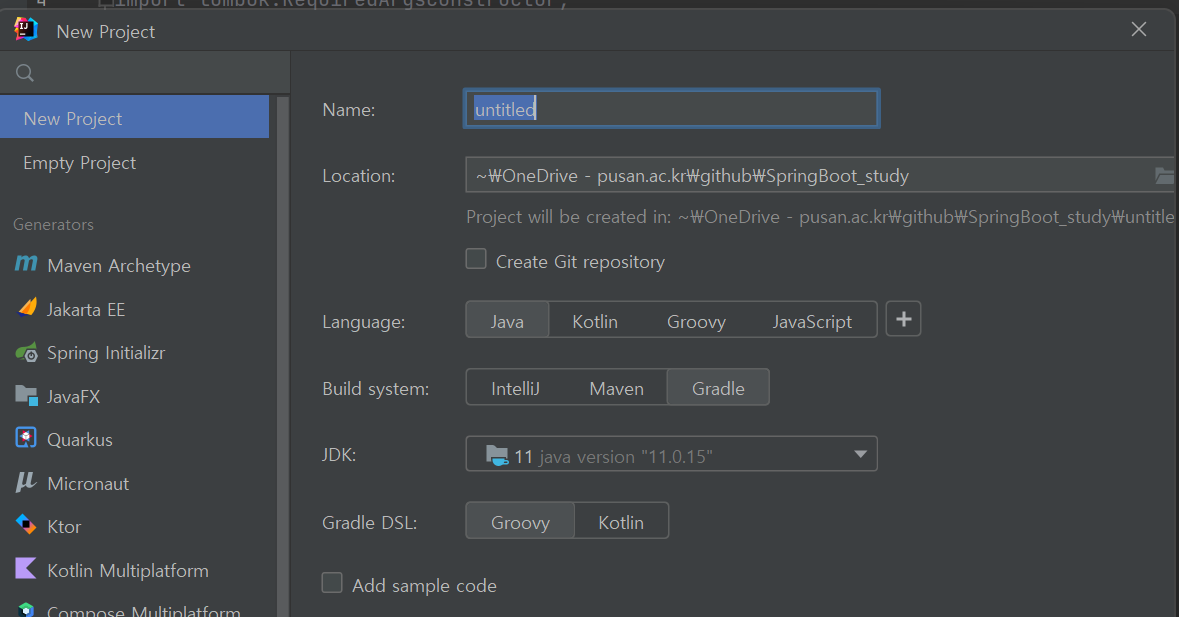 import lombok.RequiredArgsConstructor;
New Project
New Project
Empty Project
Generators
Maven Archetype
Jakarta EE
Spring Initializr
JavaFX
Quarkus
Micronaut
Ktor
Kotlin Multiplatform
Compose Multiplatform
Name: untitled
Location: ~₩OneDrive - pusan.ac.kr₩github₩SpringBoot_study
Project will be created in: ~₩OneDrive - pusan.ac.kr₩github₩SpringBoot_study₩untitle
Create Git repository
Language: Java Kotlin Groovy JavaScript +
Build system: IntelliJ Maven Gradle
JDK: 11 java version "11.0.15"
Gradle DSL: Groovy Kotlin
Add sample code